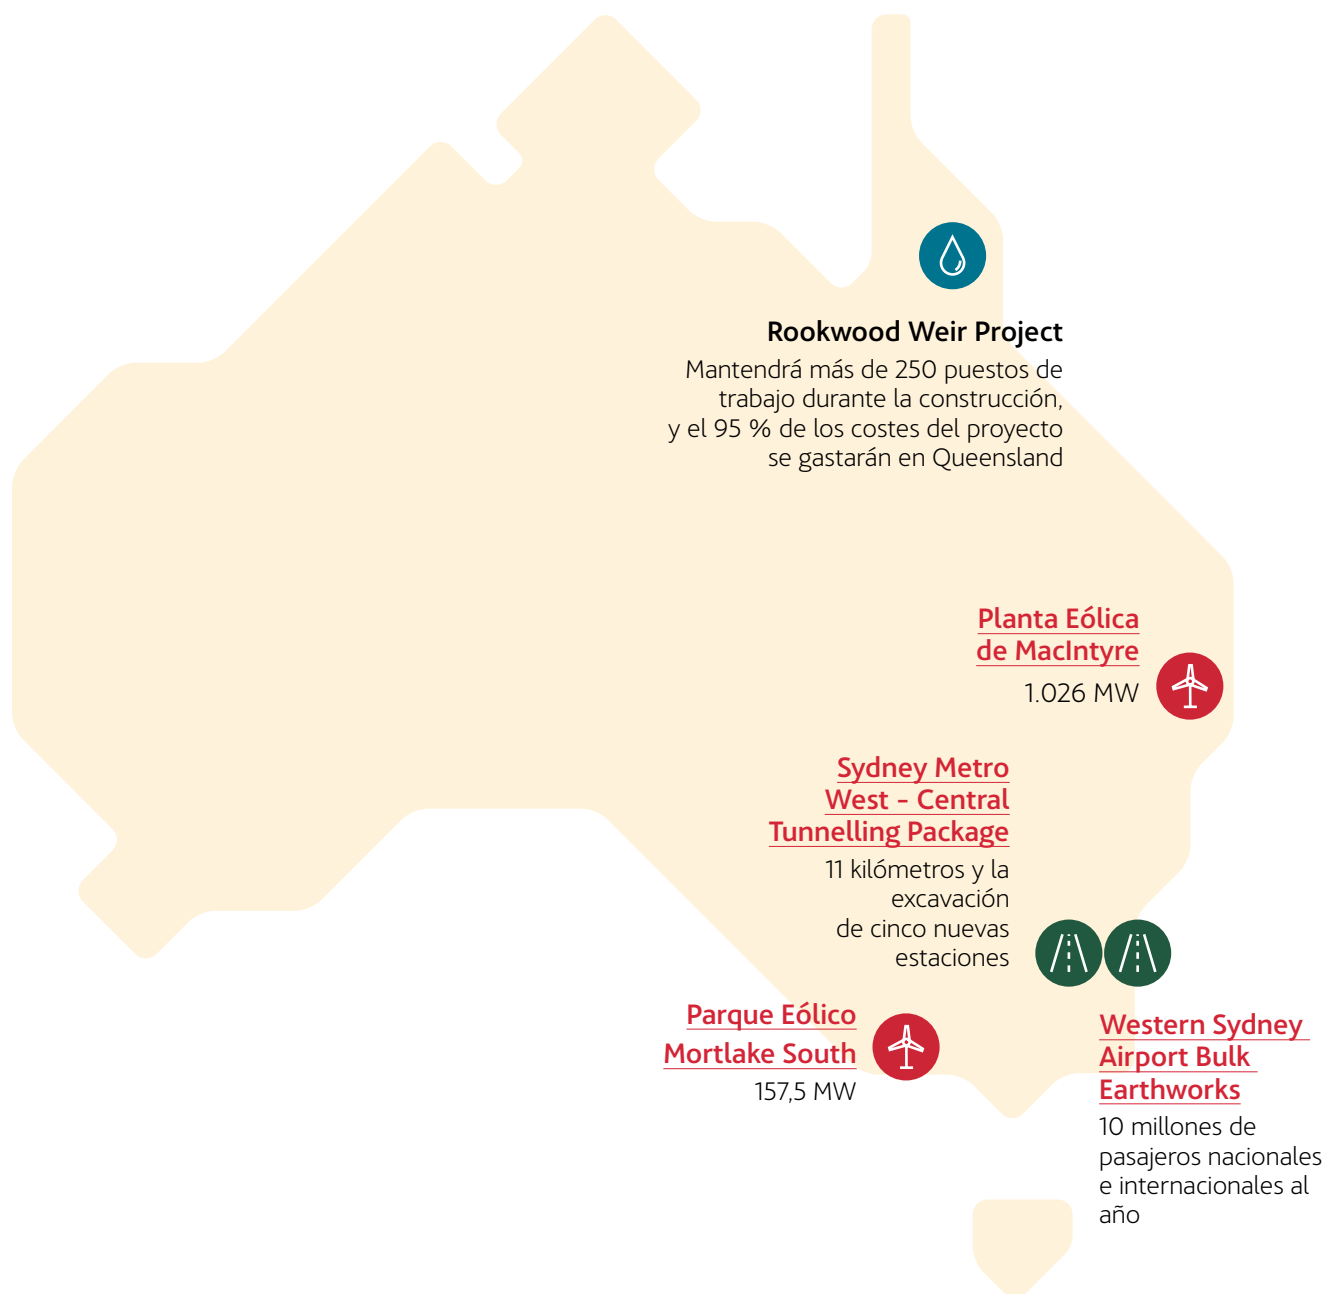 Rookwood Weir Project
Mantendrá más de 250 puestos de
trabajo durante la construcción,
y el 95 % de los costes del proyecto
se gastarán en Queensland
Planta Eólica
de MacIntyre
1.026 MW
Sydney Metro
West - Central
Tunnelling Package
11 kilómetros y la
excavación
de cinco nuevas
estaciones
Parque Eólico
Mortlake South
157,5 MW
Western Sydney
Airport Bulk
Earthworks
10 millones de
pasajeros nacionales
e internacionales al
año